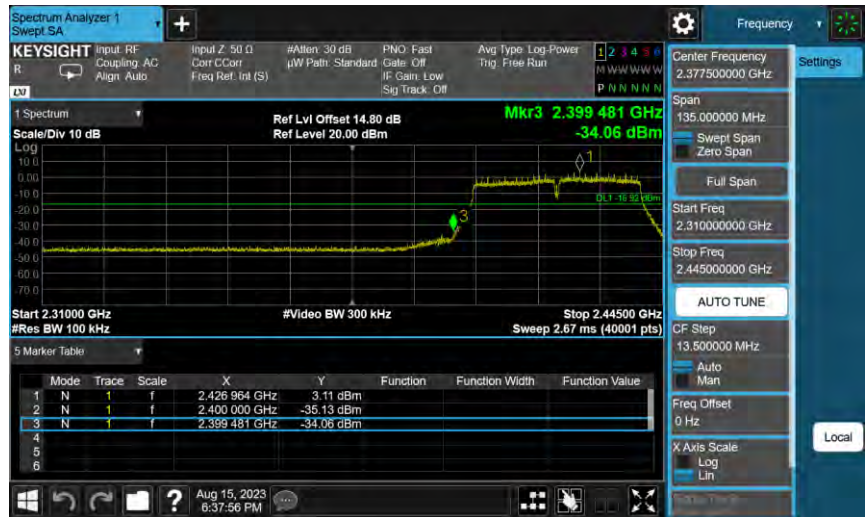 Spectrum Analyzer 1
Swept SA
Frequency
KEYSIGHT Input: RF Input Z: 50 Ω #Atten: 30 dB PNO: Fast Avg Type: Log-Power 1 2 3 4 5 6
R Coupling: AC Corr CCorr µW Path: Standard Gate: Off Trig: Free Run M W W W W W
Align: Auto Freq Ref: Int (S) IF Gain: Low
LXI Sig Track: Off P N N N N N
1 Spectrum
Ref Lvl Offset 14.80 dB Mkr3 2.399 481 GHz
Scale/Div 10 dB Ref Level 20.00 dBm -34.06 dBm
Log
10.0
0.00
-10.0
-20.0
-30.0
-40.0
-50.0
-60.0
-70.0
1
3
DL1 -16.92 dBm
Start 2.31000 GHz #Video BW 300 kHz Stop 2.44500 GHz
#Res BW 100 kHz Sweep 2.67 ms (40001 pts)
5 Marker Table
Mode Trace Scale X Y Function Function Width Function Value
1 N 1 f 2.426 964 GHz 3.11 dBm
2 N 1 f 2.400 000 GHz -35.13 dBm
3 N 1 f 2.399 481 GHz -34.06 dBm
4
5
6
Aug 15, 2023
6:37:56 PM
Settings
Center Frequency
2.377500000 GHz
Span
135.000000 MHz
Swept Span
Zero Span
Full Span
Start Freq
2.310000000 GHz
Stop Freq
2.445000000 GHz
AUTO TUNE
CF Step
13.500000 MHz
Auto
Man
Freq Offset
0 Hz
X Axis Scale
Log
Lin
Local